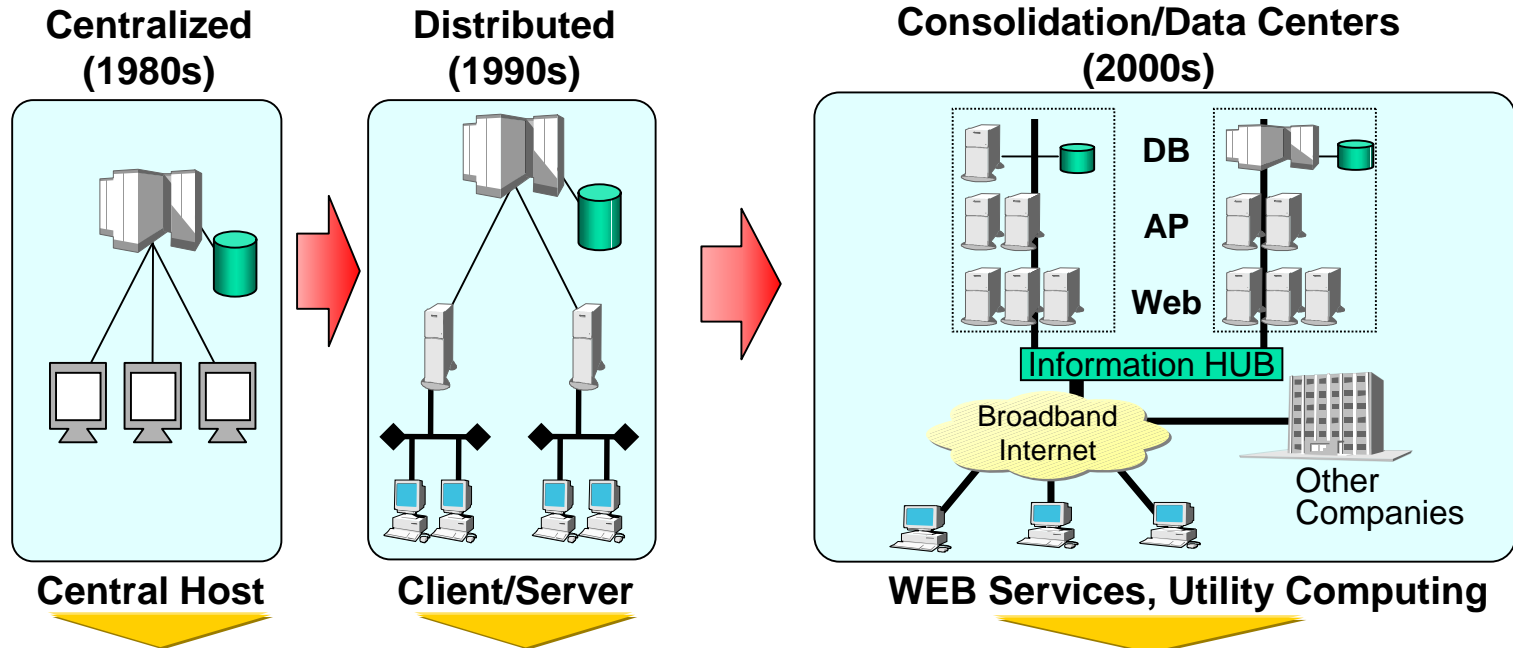 Centralized
(1980s)
Central Host
Distributed
(1990s)
Client/Server
Consolidation/Data Centers
(2000s)
DB
AP
Web
Information HUB
Broadband
Internet
Other
Companies
WEB Services, Utility Computing